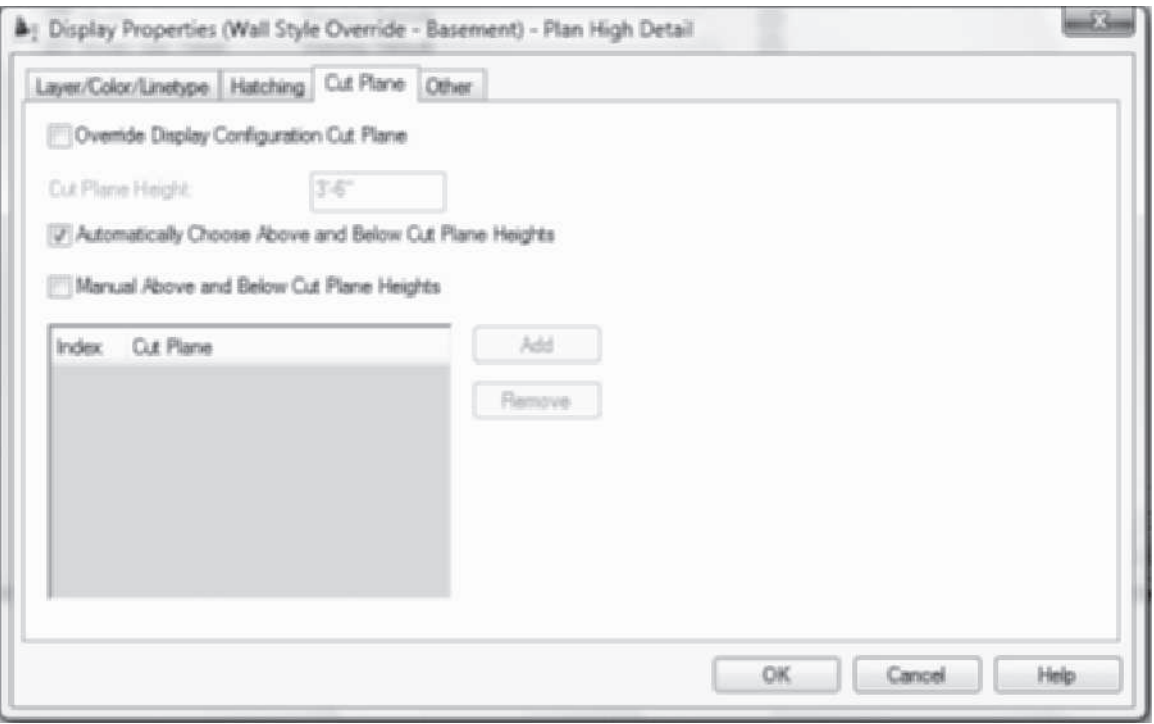 Display Properties (Wall Style Override - Basement) - Plan High Detail
Layer/Color/Linetype Hatching Cut Plane Other
Override Display Configuration Cut Plane
Cut Plane Height: 3'-6"
Automatically Choose Above and Below Cut Plane Heights
Manual Above and Below Cut Plane Heights
Index Cut Plane
Add
Remove
OK Cancel Help